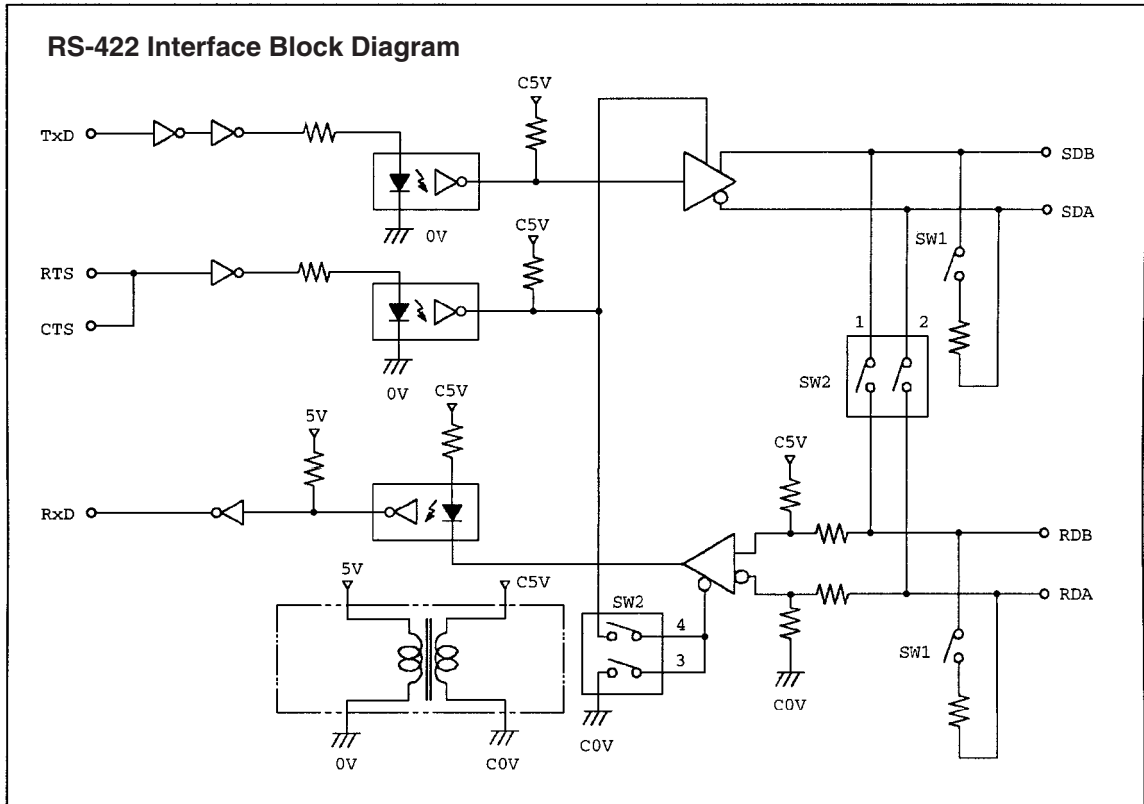 RS-422 Interface Block Diagram
C5V
TxD
SDB
0V
SDA
C5V
SW1
RTS
CTS
1 2
0V
SW2
C5V
5V
C5V
RxD
RDB
5V
C5V
SW2
RDA
4
3
SW1
C0V
0V
C0V
C0V